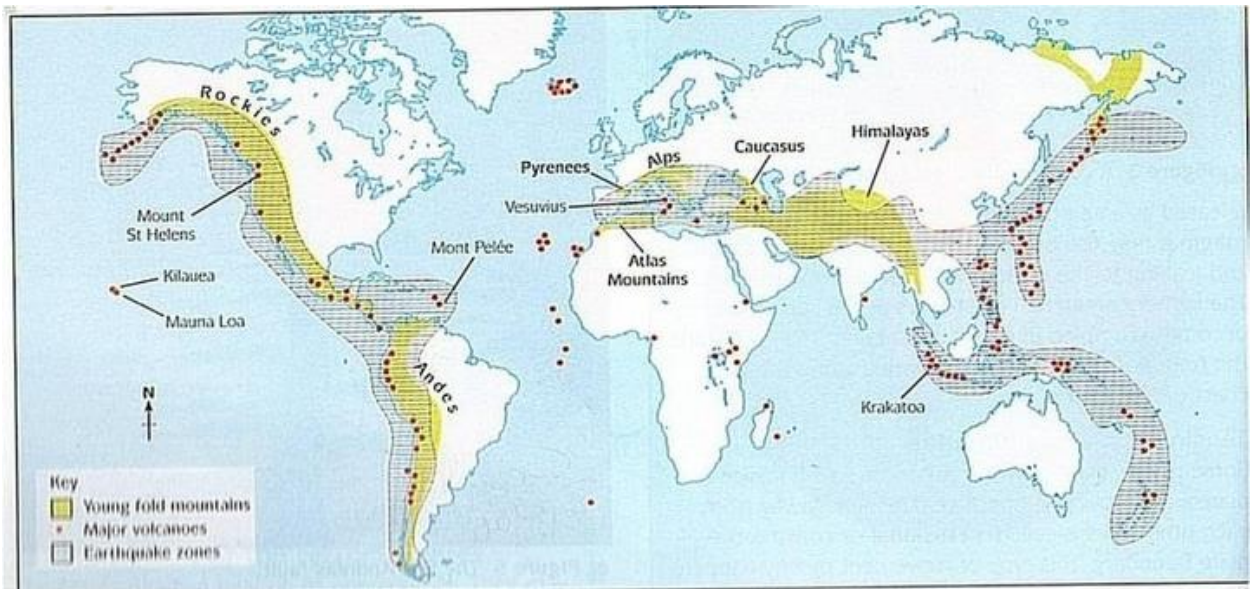 Rockies
Mount
St Helens
Kilauea
Mauna Loa
Mont Pelée
Andes
N
Pyrenees
Alps
Vesuvius
Caucasus
Atlas
Mountains
Himalayas
Krakatoa
Key
Young fold mountains
Major volcanoes
Earthquake zones